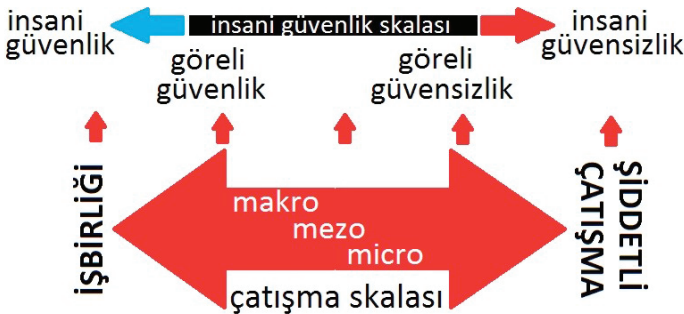 insani
güvenlik
insani güvenlik skalası
insani
güvensizlik
göreli
güvenlik
göreli
güvensizlik
İŞBİRLİĞİ
makro
mezo
micro
ŞİDDETLİ
ÇATIŞMA
çatışma skalası